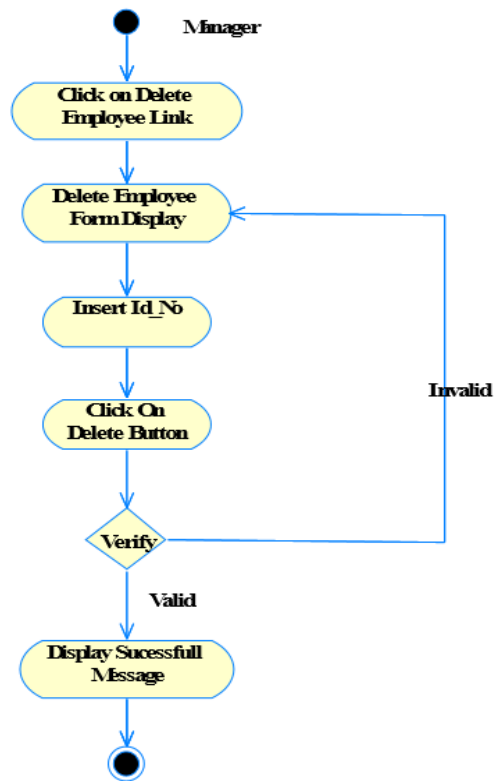 Manager
Click on Delete
Employee Link
Delete Employee
Form Display
Insert Id_No
Click On
Delete Button
Invalid
Verify
Valid
Display Sucessfull
Message